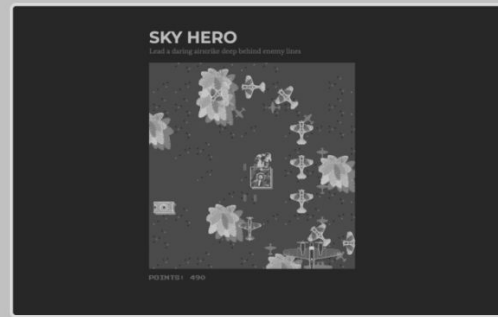 SKY HERO
Lead a daring airstrike deep behind enemy lines
POINTS: 490